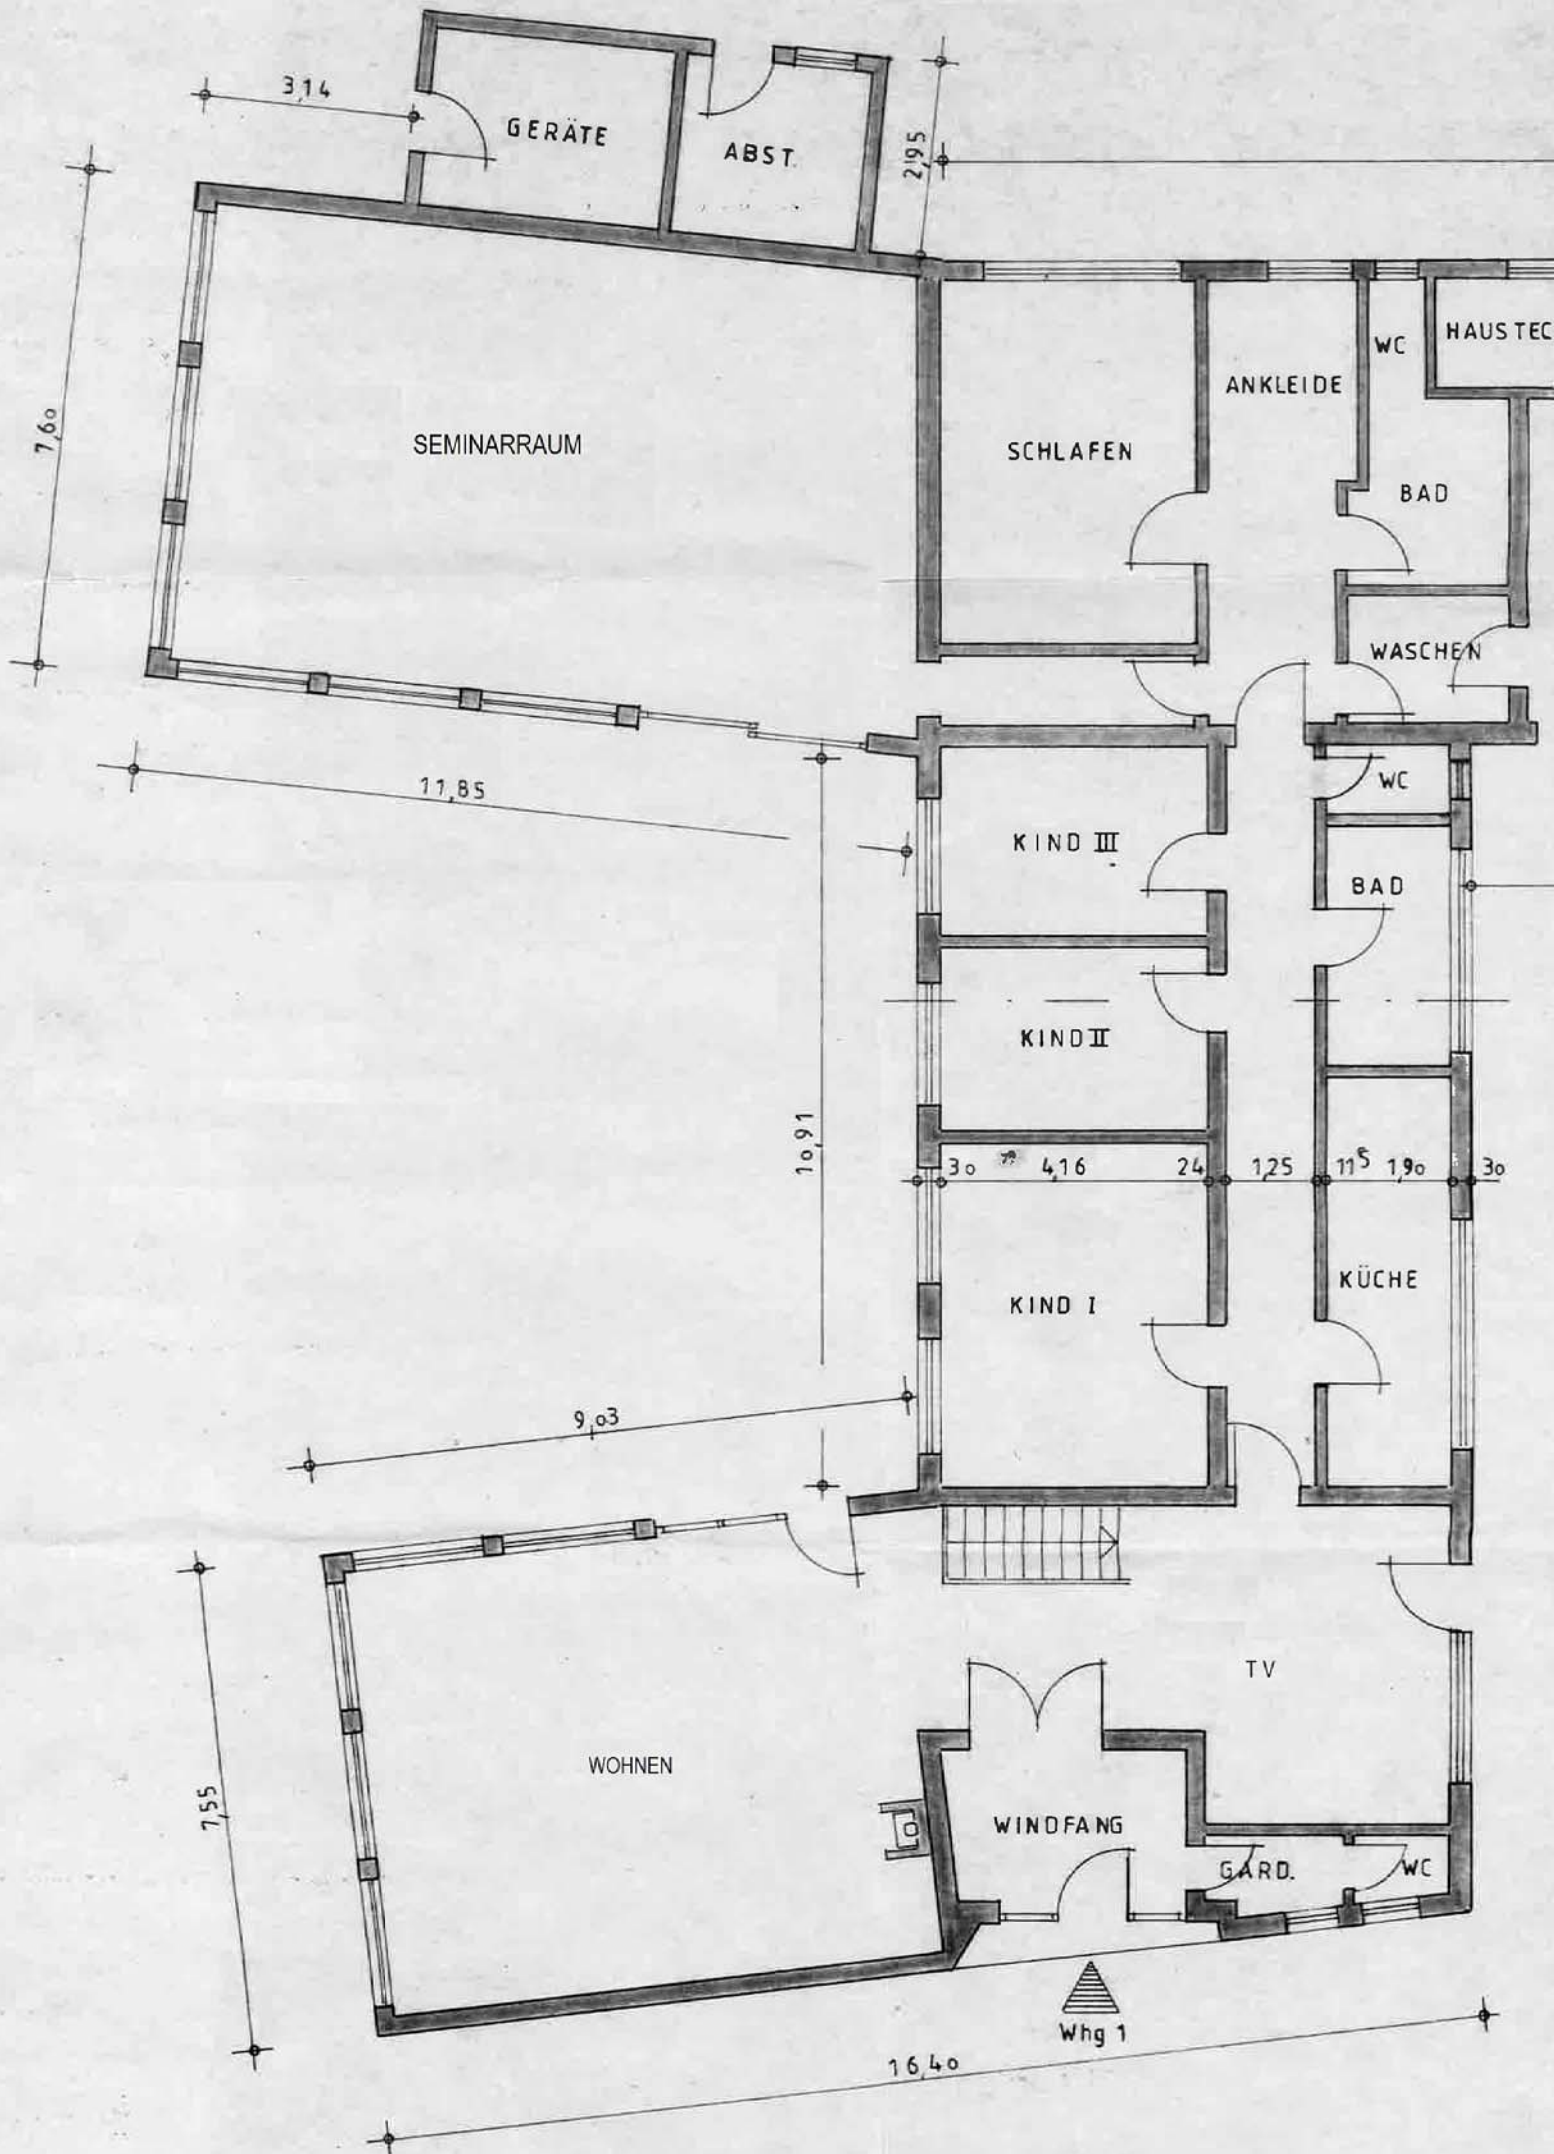 3,14
GERÄTE
ABST.
2,95
7,60
SEMINARRAUM
SCHLAFEN
ANKLEIDE
WC
HAUSTEC
BAD
WASCHEN
11,85
KIND III
WC
BAD
KIND II
10,91
30 4,16 24 1,25 11⁵ 1,90 30
KIND I
KÜCHE
9,03
TV
7,55
WOHNEN
WINDFANG
GARD.
WC
Whg 1
16,40